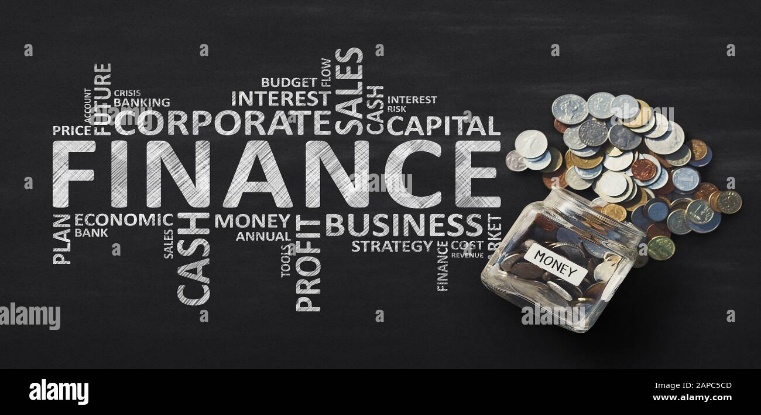 SALES
FLOW
BUDGET
FUTURE
CRISIS
ACCOUNT
BANKING
INTEREST
CASH
INTEREST
RISK
PRICE
CORPORATE
CAPITAL
FINANCE
PLAN
ECONOMIC
BANK
SALES
CASH
MONEY
ANNUAL
TOOLS
PROFIT
BUSINESS
STRATEGY
COST
REVENUE
FINANCE
MARKET
MONEY
a a a a a
a alamy a
a
alamy a a a
alamy
Image ID: 2APC5CD
www.alamy.com